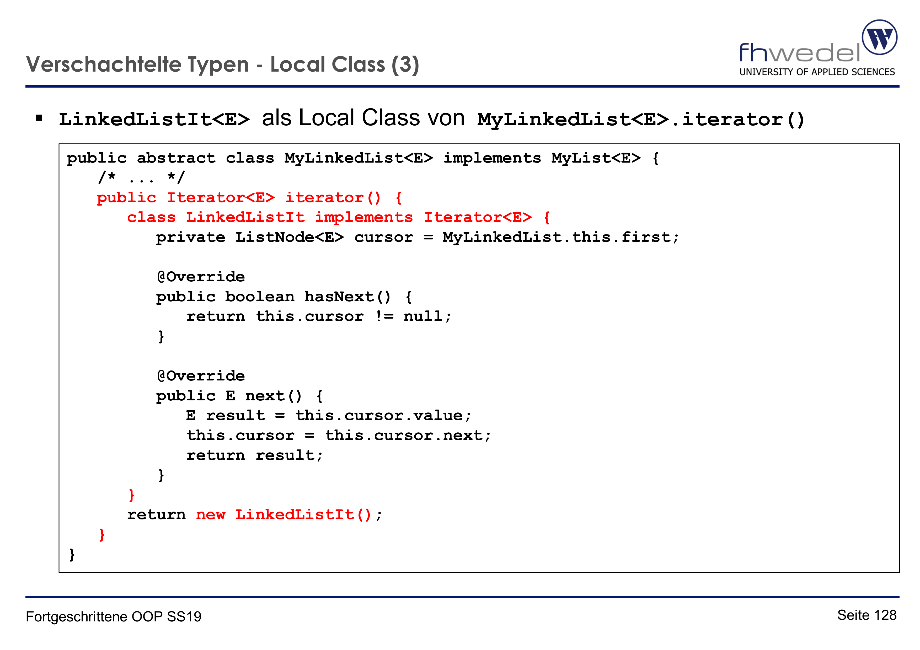 Verschachtelte Typen - Local Class (3)
fhwedel
UNIVERSITY OF APPLIED SCIENCES
▪ LinkedListIt<E> als Local Class von MyLinkedList<E>.iterator()
public abstract class MyLinkedList<E> implements MyList<E> {
   /* ... */
   public Iterator<E> iterator() {
      class LinkedListIt implements Iterator<E> {
         private ListNode<E> cursor = MyLinkedList.this.first;

         @Override
         public boolean hasNext() {
            return this.cursor != null;
         }

         @Override
         public E next() {
            E result = this.cursor.value;
            this.cursor = this.cursor.next;
            return result;
         }
      }
      return new LinkedListIt();
   }
}
Fortgeschrittene OOP SS19
Seite 128